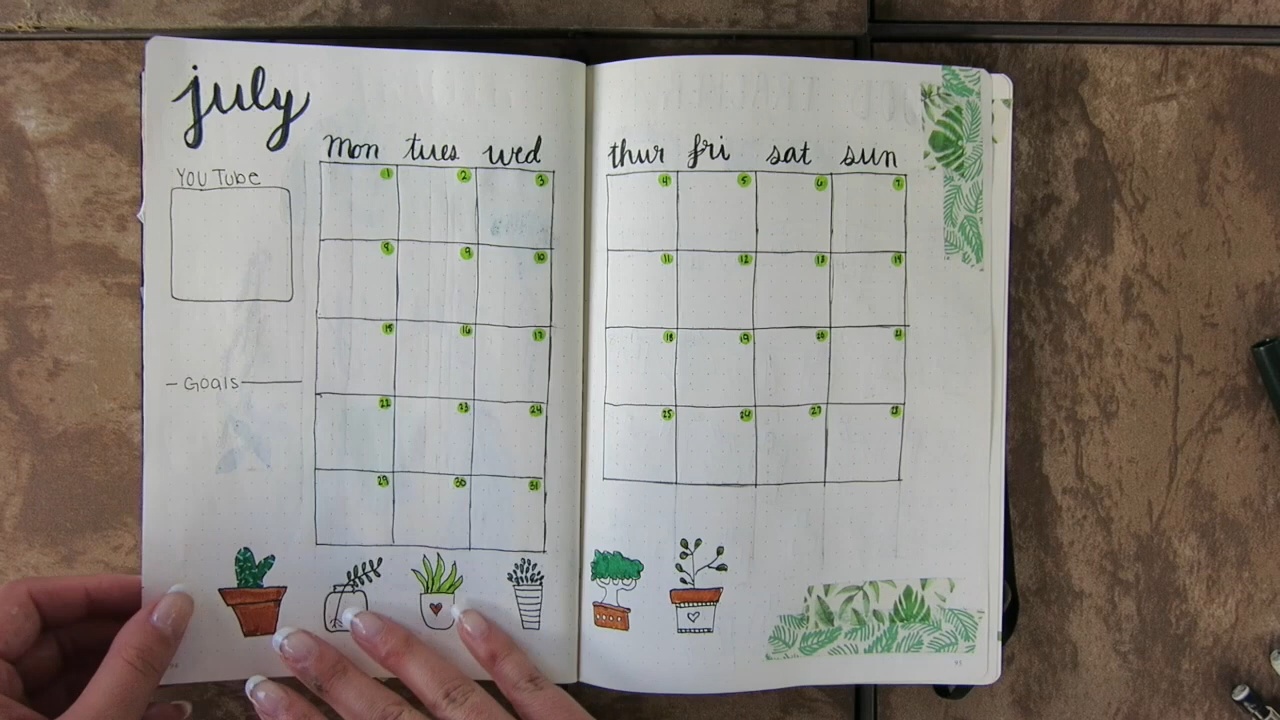 july
mon tues wed thur fri sat sun
YouTube
1 2 3 4 5 6 7
8 9 10 11 12 13 14
15 16 17 18 19 20 21
Goals
22 23 24 25 26 27 28
29 30 31